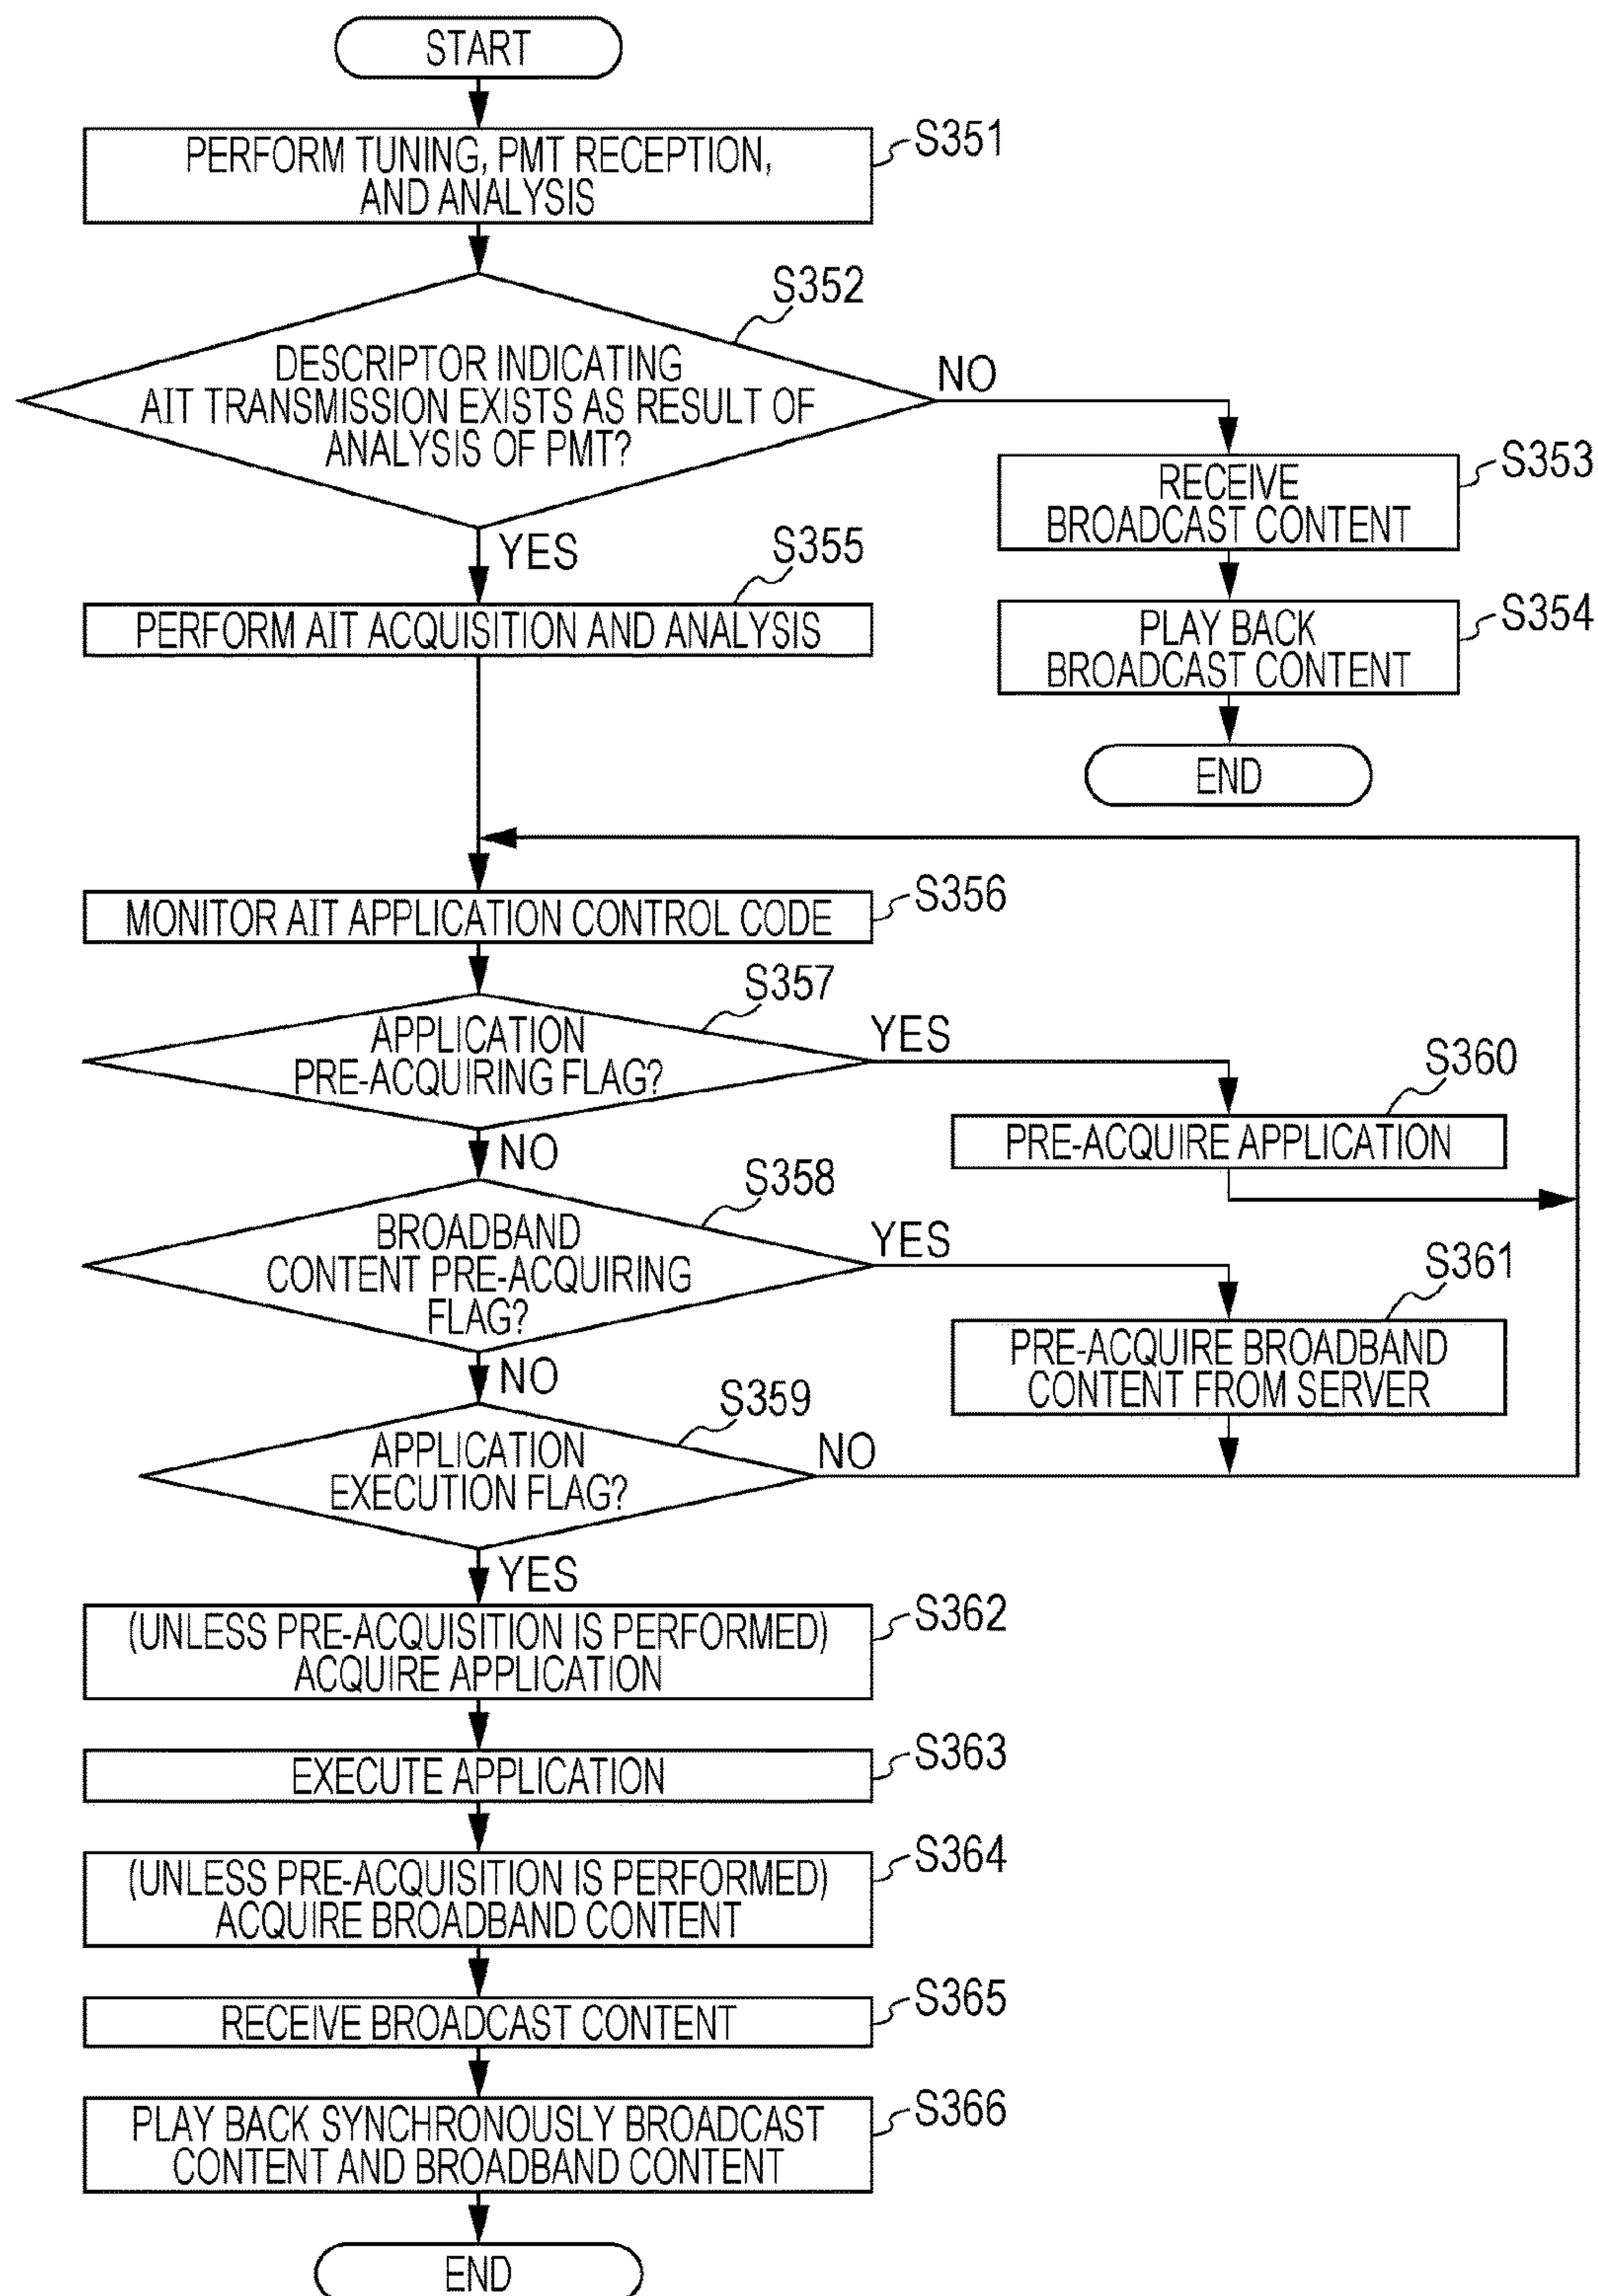 START
PERFORM TUNING, PMT RECEPTION,
AND ANALYSIS
S351
S352
DESCRIPTOR INDICATING
AIT TRANSMISSION EXISTS AS RESULT OF
ANALYSIS OF PMT?
NO
RECEIVE
BROADCAST CONTENT
S353
YES
S355
PERFORM AIT ACQUISITION AND ANALYSIS
PLAY BACK
BROADCAST CONTENT
S354
END
MONITOR AIT APPLICATION CONTROL CODE
S356
S357
APPLICATION
PRE-ACQUIRING FLAG?
YES
S360
PRE-ACQUIRE APPLICATION
NO
S358
BROADBAND
CONTENT PRE-ACQUIRING
FLAG?
YES
S361
PRE-ACQUIRE BROADBAND
CONTENT FROM SERVER
NO
S359
APPLICATION
EXECUTION FLAG?
NO
YES
(UNLESS PRE-ACQUISITION IS PERFORMED)
ACQUIRE APPLICATION
S362
EXECUTE APPLICATION
S363
(UNLESS PRE-ACQUISITION IS PERFORMED)
ACQUIRE BROADBAND CONTENT
S364
RECEIVE BROADCAST CONTENT
S365
PLAY BACK SYNCHRONOUSLY BROADCAST
CONTENT AND BROADBAND CONTENT
S366
END